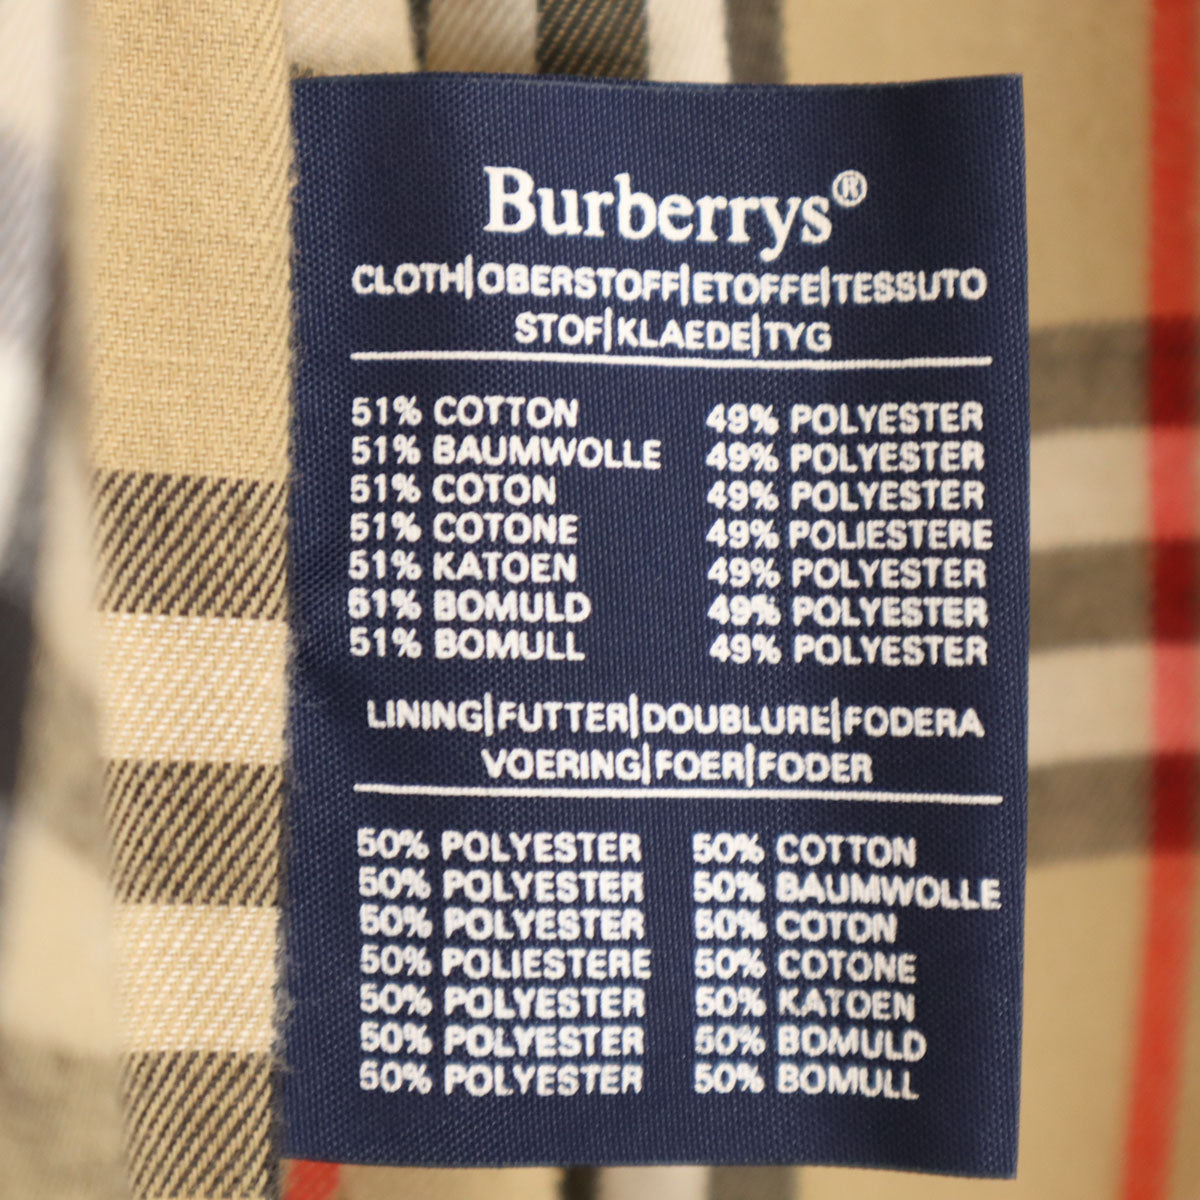 Burberrys®
CLOTH|OBERSTOFF|ETOFFE|TESSUTO
STOF|KLAEDE|TYG
51% COTTON 49% POLYESTER
51% BAUMWOLLE 49% POLYESTER
51% COTON 49% POLYESTER
51% COTONE 49% POLIESTERE
51% KATOEN 49% POLYESTER
51% BOMULD 49% POLYESTER
51% BOMULL 49% POLYESTER
LINING|FUTTER|DOUBLURE|FODERA
VOERING|FOER|FODER
50% POLYESTER 50% COTTON
50% POLYESTER 50% BAUMWOLLE
50% POLYESTER 50% COTON
50% POLIESTERE 50% COTONE
50% POLYESTER 50% KATOEN
50% POLYESTER 50% BOMULD
50% POLYESTER 50% BOMULL